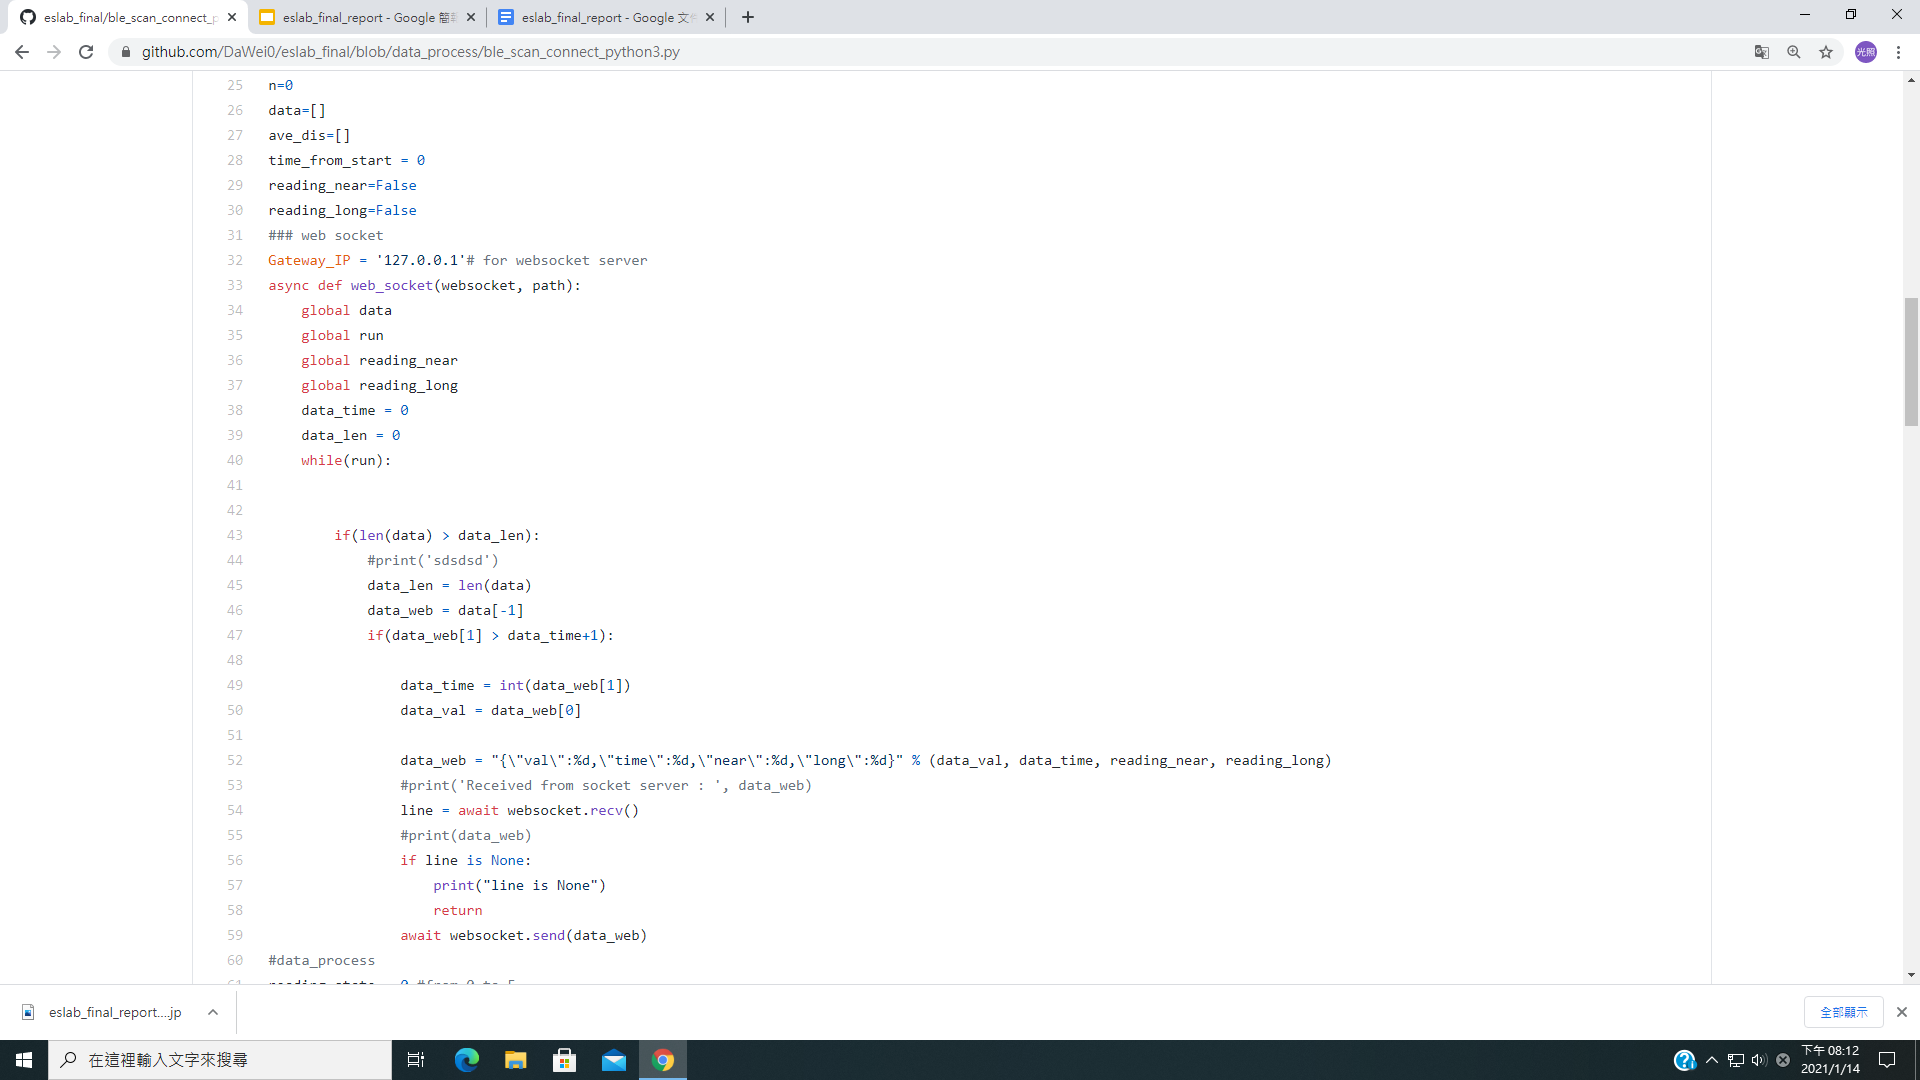 eslab_final/ble_scan_connect_p
eslab_final_report - Google 簡報
eslab_final_report - Google 文件
github.com/DaWei0/eslab_final/blob/data_process/ble_scan_connect_python3.py
光照
25 n=0
26 data=[]
27 ave_dis=[]
28 time_from_start = 0
29 reading_near=False
30 reading_long=False
31 ### web socket
32 Gateway_IP = '127.0.0.1'# for websocket server
33 async def web_socket(websocket, path):
34 global data
35 global run
36 global reading_near
37 global reading_long
38 data_time = 0
39 data_len = 0
40 while(run):
41
42
43 if(len(data) > data_len):
44 #print('sdsdsd')
45 data_len = len(data)
46 data_web = data[-1]
47 if(data_web[1] > data_time+1):
48
49 data_time = int(data_web[1])
50 data_val = data_web[0]
51
52 data_web = "{\"val\":%d,\"time\":%d,\"near\":%d,\"long\":%d}" % (data_val, data_time, reading_near, reading_long)
53 #print('Received from socket server : ', data_web)
54 line = await websocket.recv()
55 #print(data_web)
56 if line is None:
57 print("line is None")
58 return
59 await websocket.send(data_web)
60 #data_process
61 reading_state = 0 #from 0 to 5
eslab_final_report....jp
全部顯示
在這裡輸入文字來搜尋
下午 08:12
2021/1/14